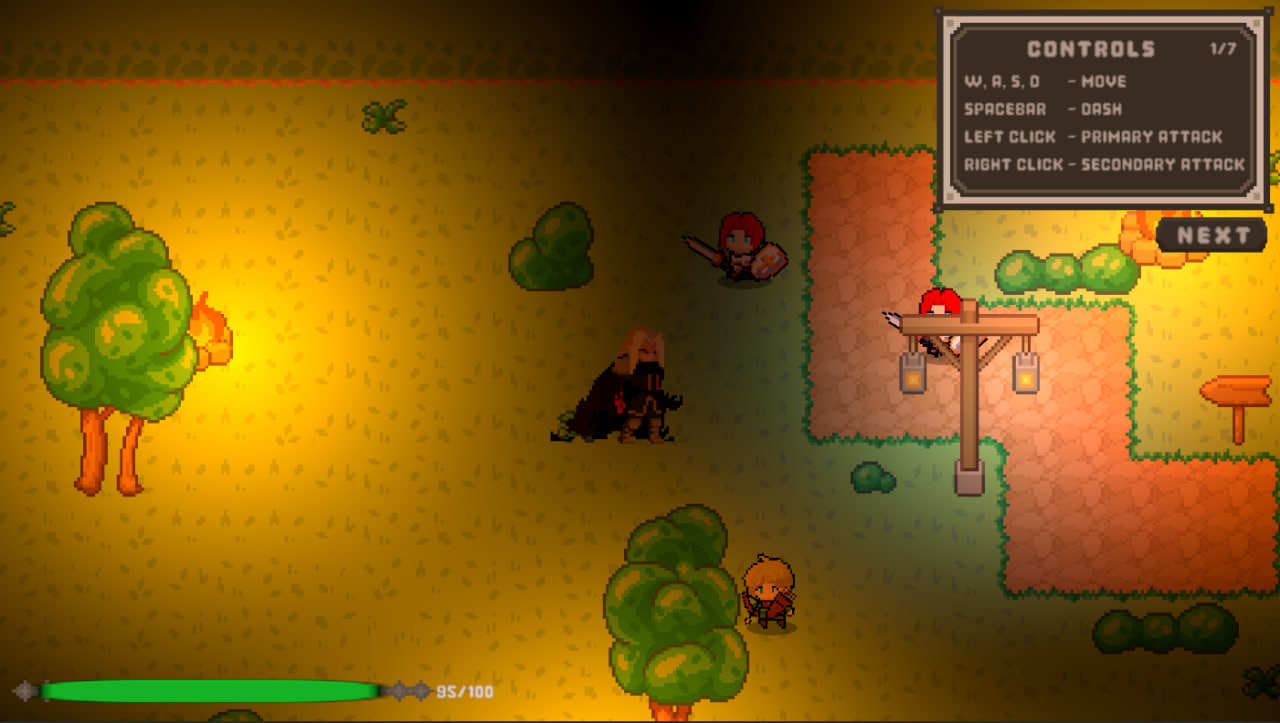 CONTROLS 1/7
W, A, S, D - MOVE
SPACEBAR - DASH
LEFT CLICK - PRIMARY ATTACK
RIGHT CLICK - SECONDARY ATTACK
NEXT
95/100